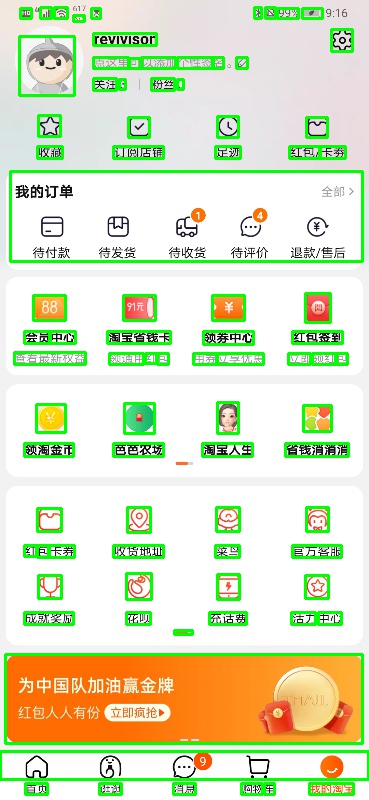 9:16
revivisor
关注
粉丝
收藏 订阅店铺 足迹 红包/卡券
我的订单 全部 >
1 4
待付款 待发货 待收货 待评价 退款/售后
88 91元 ¥
会员中心 淘宝省钱卡 领券中心 红包签到
查看最新权益
领淘金币 芭芭农场 淘宝人生 省钱消消消
红包卡券 收货地址 菜鸟 官方客服
成就奖励 花呗 充话费 活力中心
为中国队加油赢金牌
红包人人有份 立即疯抢
9
首页 消息 购物车 我的淘宝